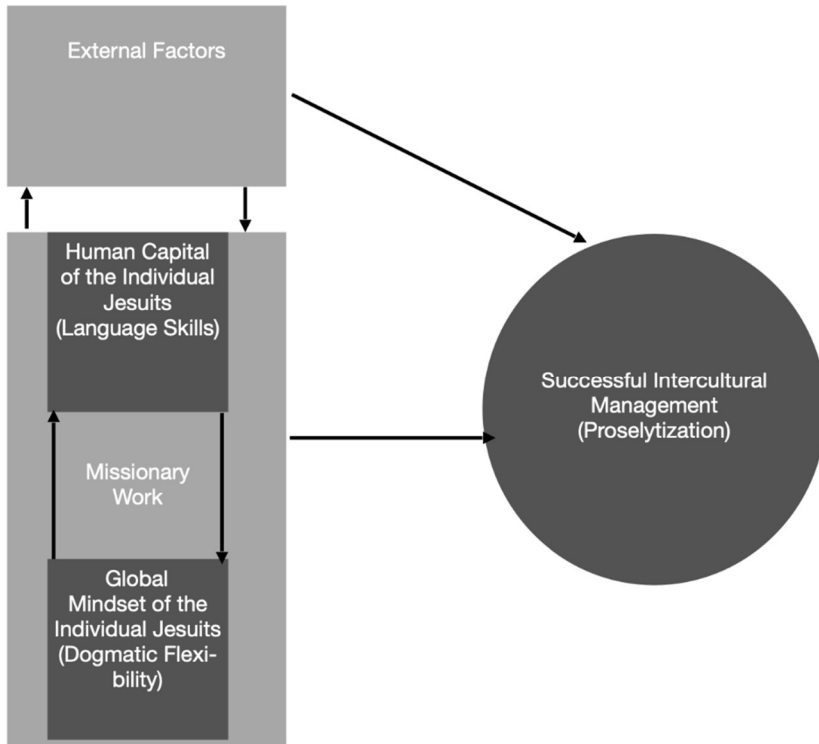 External Factors
Human Capital
of the Individual
Jesuits
(Language Skills)
Missionary
Work
Global
Mindset of the
Individual Jesuits
(Dogmatic Flexi-
bility)
Successful Intercultural
Management
(Proselytization)